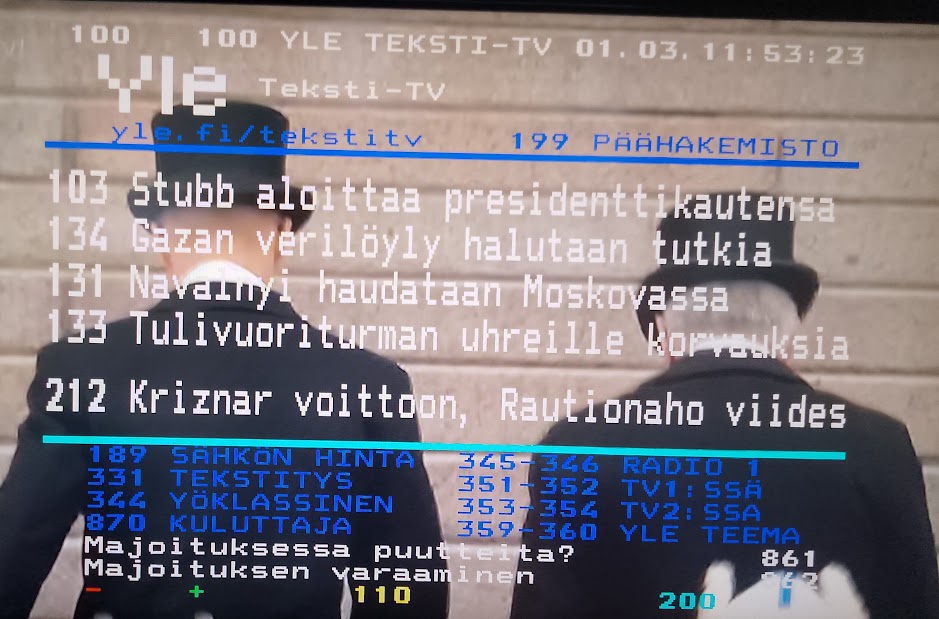 100 100 YLE TEKSTI-TV 01.03. 11:53:23
Yle Teksti-TV
yle.fi/tekstitv 199 PÄÄHAKEMISTO
103 Stubb aloittaa presidenttikautensa
134 Gazan verilöyly halutaan tutkia
131 Navalnyi haudataan Moskovassa
133 Tulivuoriturman uhreille korvauksia
212 Kriznar voittoon, Rautionaho viides
189 SÄHKÖN HINTA 345-346 RADIO 1
331 TEKSTITYS 351-352 TV1:SSÄ
344 YÖKLASSINEN 353-354 TV2:SSA
870 KULUTTAJA 359-360 YLE TEEMA
Majoituksessa puutteita? 861
Majoituksen varaaminen 862
- + 110 200